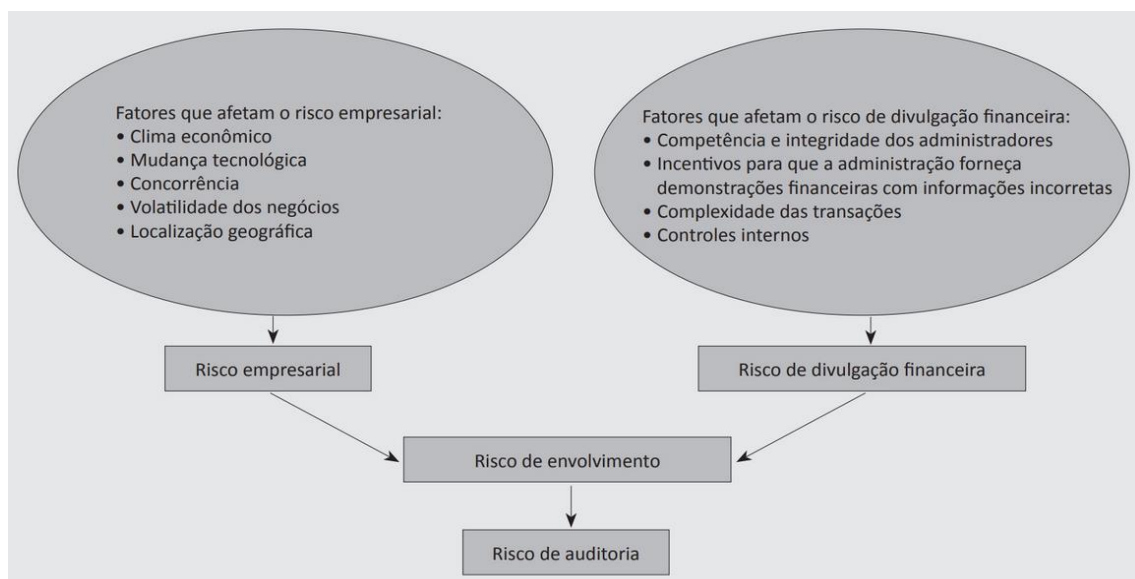 Fatores que afetam o risco empresarial:
• Clima econômico
• Mudança tecnológica
• Concorrência
• Volatilidade dos negócios
• Localização geográfica
Fatores que afetam o risco de divulgação financeira:
• Competência e integridade dos administradores
• Incentivos para que a administração forneça
demonstrações financeiras com informações incorretas
• Complexidade das transações
• Controles internos
Risco empresarial
Risco de divulgação financeira
Risco de envolvimento
Risco de auditoria